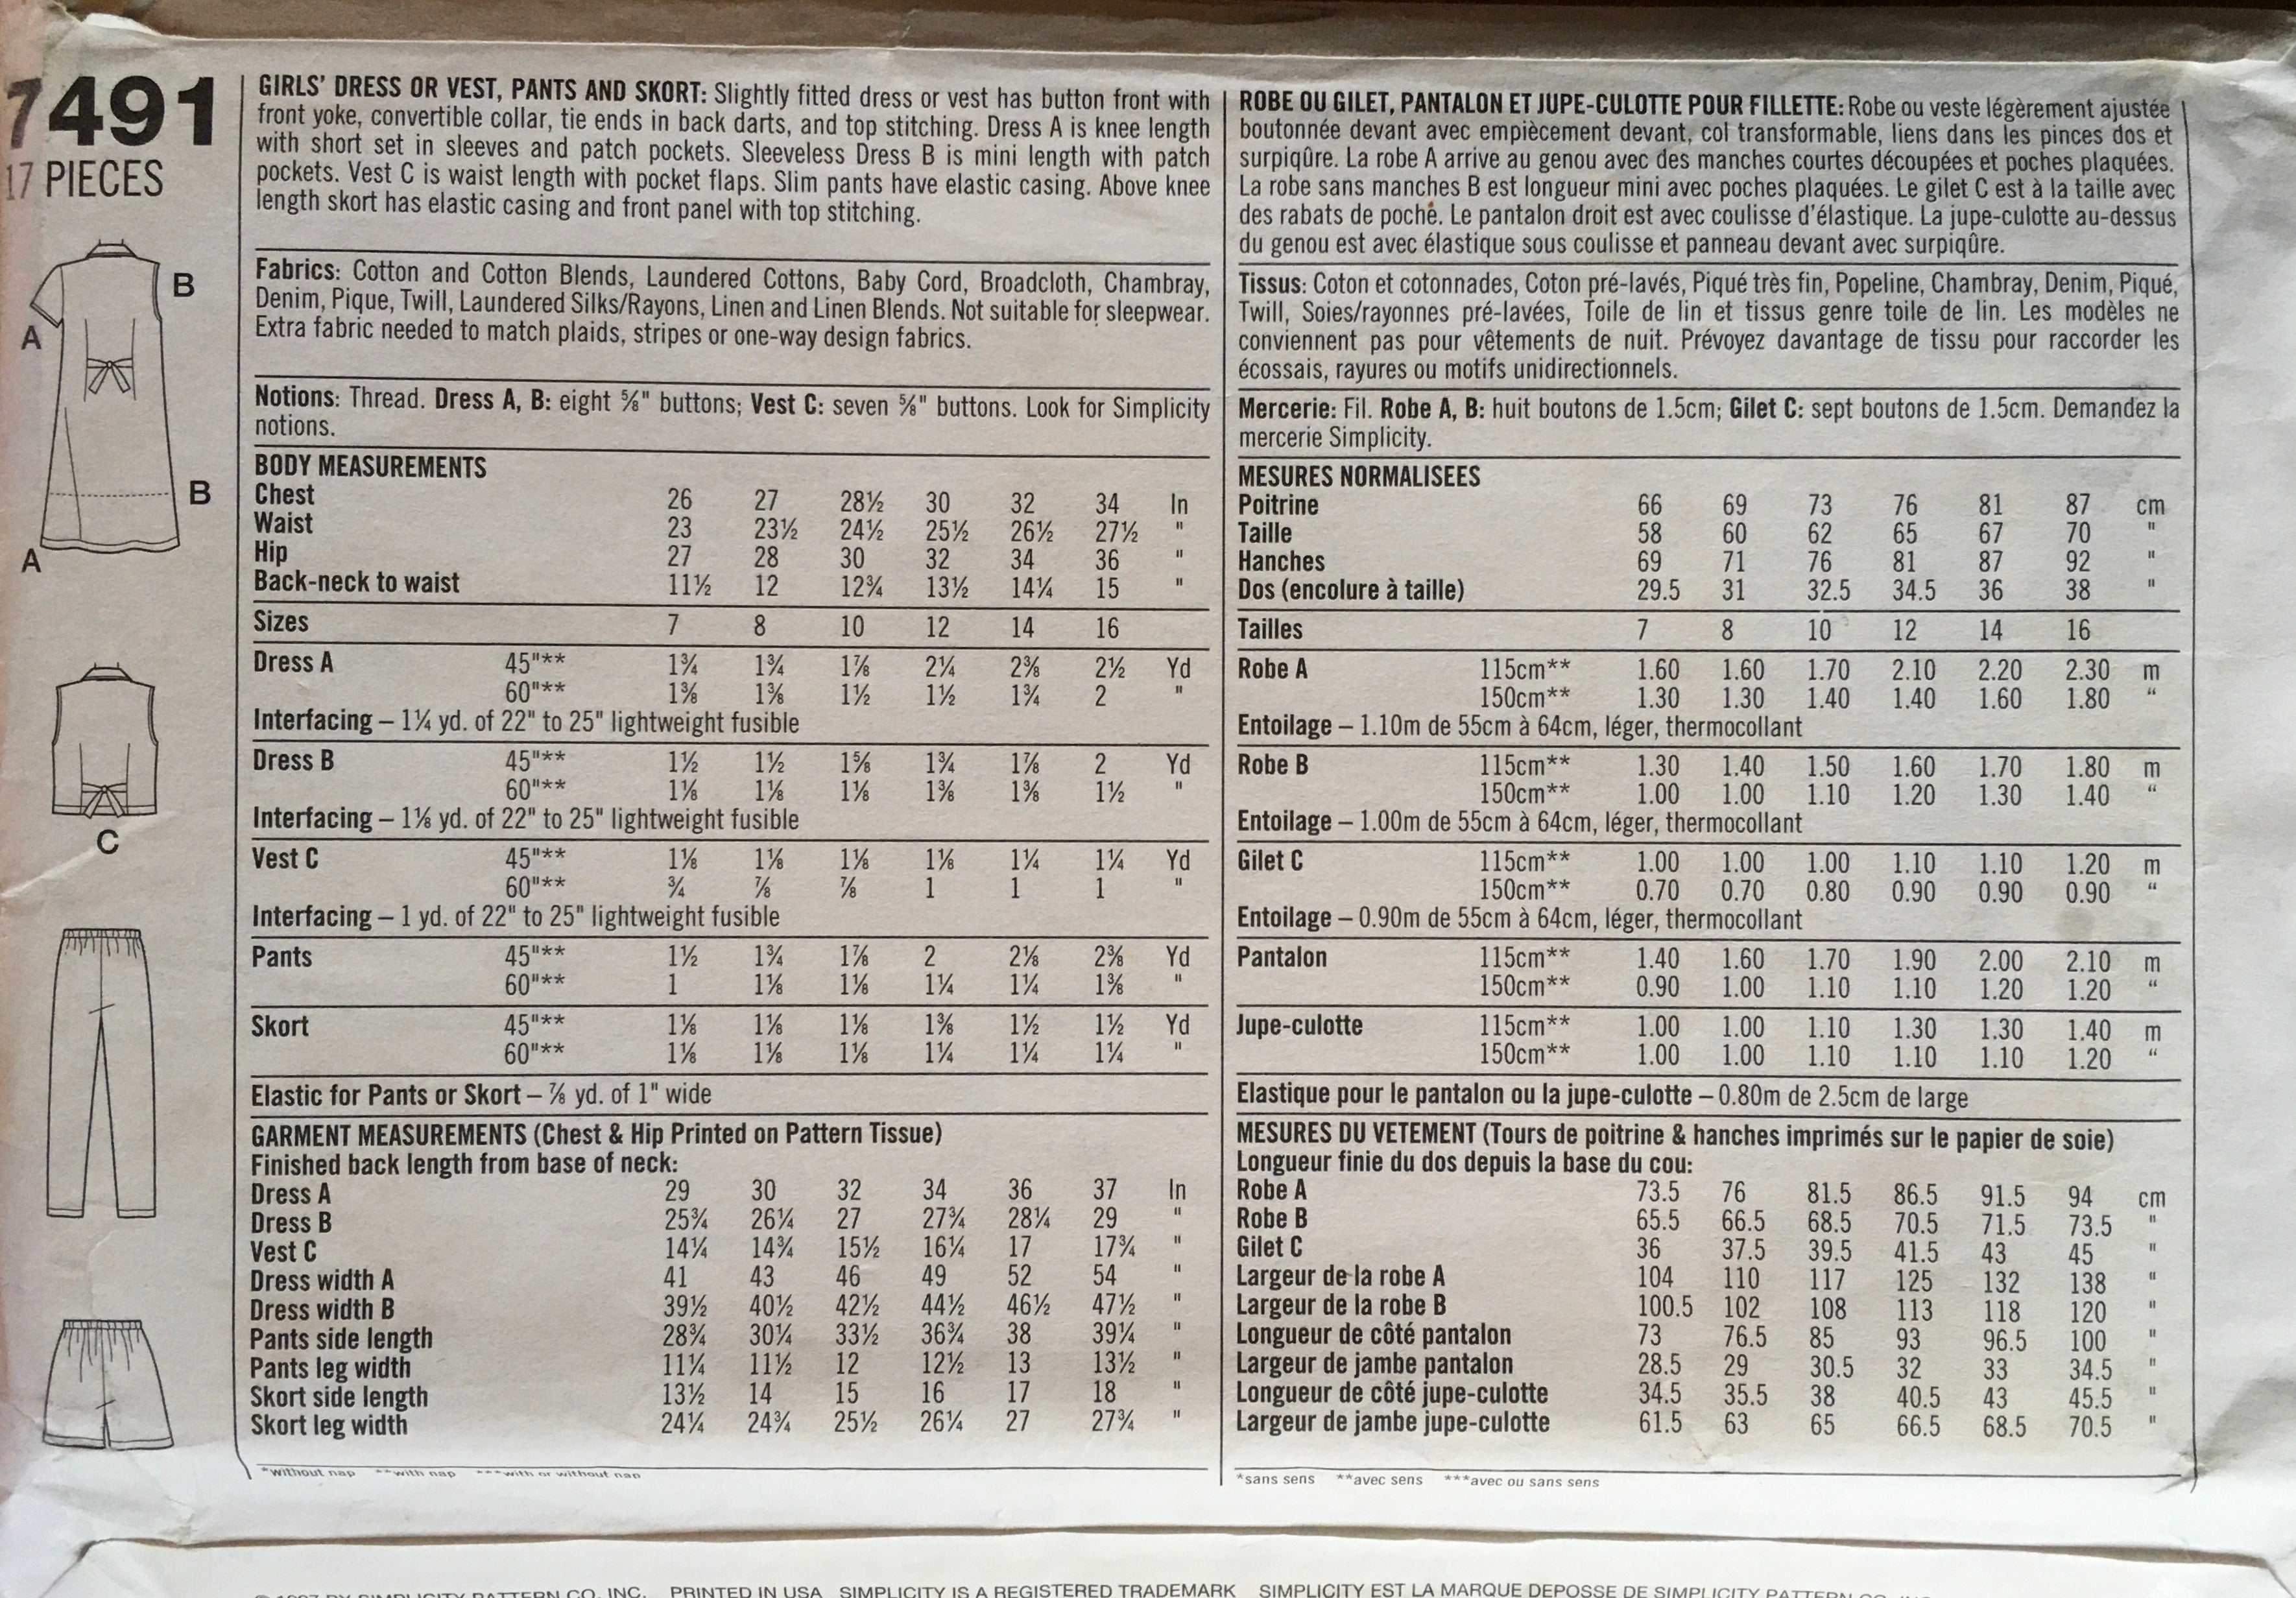 7491
17 PIECES
B
A
B
A
C
GIRLS' DRESS OR VEST, PANTS AND SKORT: Slightly fitted dress or vest has button front with
front yoke, convertible collar, tie ends in back darts, and top stitching. Dress A is knee length
with short set in sleeves and patch pockets. Sleeveless Dress B is mini length with patch
pockets. Vest C is waist length with pocket flaps. Slim pants have elastic casing. Above knee
length skort has elastic casing and front panel with top stitching.
Fabrics: Cotton and Cotton Blends, Laundered Cottons, Baby Cord, Broadcloth, Chambray,
Denim, Pique, Twill, Laundered Silks/Rayons, Linen and Linen Blends. Not suitable for sleepwear.
Extra fabric needed to match plaids, stripes or one-way design fabrics.
Notions: Thread. Dress A, B: eight ⅝" buttons; Vest C: seven ⅝" buttons. Look for Simplicity
notions.
BODY MEASUREMENTS
Chest 26 27 28½ 30 32 34 In
Waist 23 23½ 24½ 25½ 26½ 27½ "
Hip 27 28 30 32 34 36 "
Back-neck to waist 11½ 12 12¾ 13½ 14¼ 15 "
Sizes 7 8 10 12 14 16
Dress A 45"** 1¾ 1¾ 1⅞ 2¼ 2⅜ 2½ Yd
60"** 1⅜ 1⅜ 1½ 1½ 1¾ 2 "
Interfacing – 1¼ yd. of 22" to 25" lightweight fusible
Dress B 45"** 1½ 1½ 1⅝ 1¾ 1⅞ 2 Yd
60"** 1⅛ 1⅛ 1⅛ 1⅜ 1⅜ 1½ "
Interfacing – 1⅛ yd. of 22" to 25" lightweight fusible
Vest C 45"** 1⅛ 1⅛ 1⅛ 1⅛ 1¼ 1¼ Yd
60"** ¾ ⅞ ⅞ 1 1 1 "
Interfacing – 1 yd. of 22" to 25" lightweight fusible
Pants 45"** 1½ 1¾ 1⅞ 2 2⅛ 2⅜ Yd
60"** 1 1⅛ 1⅛ 1¼ 1¼ 1⅜ "
Skort 45"** 1⅛ 1⅛ 1⅛ 1⅜ 1½ 1½ Yd
60"** 1⅛ 1⅛ 1⅛ 1¼ 1¼ 1¼ "
Elastic for Pants or Skort – ⅞ yd. of 1" wide
GARMENT MEASUREMENTS (Chest & Hip Printed on Pattern Tissue)
Finished back length from base of neck:
Dress A 29 30 32 34 36 37 In
Dress B 25¾ 26¼ 27 27¾ 28¼ 29 "
Vest C 14¼ 14¾ 15½ 16¼ 17 17¾ "
Dress width A 41 43 46 49 52 54 "
Dress width B 39½ 40½ 42½ 44½ 46½ 47½ "
Pants side length 28¾ 30¼ 33½ 36¾ 38 39¼ "
Pants leg width 11¼ 11½ 12 12½ 13 13½ "
Skort side length 13½ 14 15 16 17 18 "
Skort leg width 24¼ 24¾ 25½ 26¼ 27 27¾ "
*without nap **with nap ***with or without nap
ROBE OU GILET, PANTALON ET JUPE-CULOTTE POUR FILLETTE: Robe ou veste légèrement ajustée
boutonnée devant avec empiècement devant, col transformable, liens dans les pinces dos et
surpiqûre. La robe A arrive au genou avec des manches courtes découpées et poches plaquées.
La robe sans manches B est longueur mini avec poches plaquées. Le gilet C est à la taille avec
des rabats de poché. Le pantalon droit est avec coulisse d'élastique. La jupe-culotte au-dessus
du genou est avec élastique sous coulisse et panneau devant avec surpiqûre.
Tissus: Coton et cotonnades, Coton pré-lavés, Piqué très fin, Popeline, Chambray, Denim, Piqué,
Twill, Soies/rayonnes pré-lavées, Toile de lin et tissus genre toile de lin. Les modèles ne
conviennent pas pour vêtements de nuit. Prévoyez davantage de tissu pour raccorder les
écossais, rayures ou motifs unidirectionnels.
Mercerie: Fil. Robe A, B: huit boutons de 1.5cm; Gilet C: sept boutons de 1.5cm. Demandez la
mercerie Simplicity.
MESURES NORMALISEES
Poitrine 66 69 73 76 81 87 cm
Taille 58 60 62 65 67 70 "
Hanches 69 71 76 81 87 92 "
Dos (encolure à taille) 29.5 31 32.5 34.5 36 38 "
Tailles 7 8 10 12 14 16
Robe A 115cm** 1.60 1.60 1.70 2.10 2.20 2.30 m
150cm** 1.30 1.30 1.40 1.40 1.60 1.80 "
Entoilage – 1.10m de 55cm à 64cm, léger, thermocollant
Robe B 115cm** 1.30 1.40 1.50 1.60 1.70 1.80 m
150cm** 1.00 1.00 1.10 1.20 1.30 1.40 "
Entoilage – 1.00m de 55cm à 64cm, léger, thermocollant
Gilet C 115cm** 1.00 1.00 1.00 1.10 1.10 1.20 m
150cm** 0.70 0.70 0.80 0.90 0.90 0.90 "
Entoilage – 0.90m de 55cm à 64cm, léger, thermocollant
Pantalon 115cm** 1.40 1.60 1.70 1.90 2.00 2.10 m
150cm** 0.90 1.00 1.10 1.10 1.20 1.20 "
Jupe-culotte 115cm** 1.00 1.00 1.10 1.30 1.30 1.40 m
150cm** 1.00 1.00 1.10 1.10 1.10 1.20 "
Elastique pour le pantalon ou la jupe-culotte – 0.80m de 2.5cm de large
MESURES DU VETEMENT (Tours de poitrine & hanches imprimés sur le papier de soie)
Longueur finie du dos depuis la base du cou:
Robe A 73.5 76 81.5 86.5 91.5 94 cm
Robe B 65.5 66.5 68.5 70.5 71.5 73.5 "
Gilet C 36 37.5 39.5 41.5 43 45 "
Largeur de la robe A 104 110 117 125 132 138 "
Largeur de la robe B 100.5 102 108 113 118 120 "
Longueur de côté pantalon 73 76.5 85 93 96.5 100 "
Largeur de jambe pantalon 28.5 29 30.5 32 33 34.5 "
Longueur de côté jupe-culotte 34.5 35.5 38 40.5 43 45.5 "
Largeur de jambe jupe-culotte 61.5 63 65 66.5 68.5 70.5 "
*sans sens **avec sens ***avec ou sans sens
© 1997 BY SIMPLICITY PATTERN CO. INC. PRINTED IN USA SIMPLICITY IS A REGISTERED TRADEMARK SIMPLICITY EST LA MARQUE DEPOSSE DE SIMPLICITY PATTERN CO.